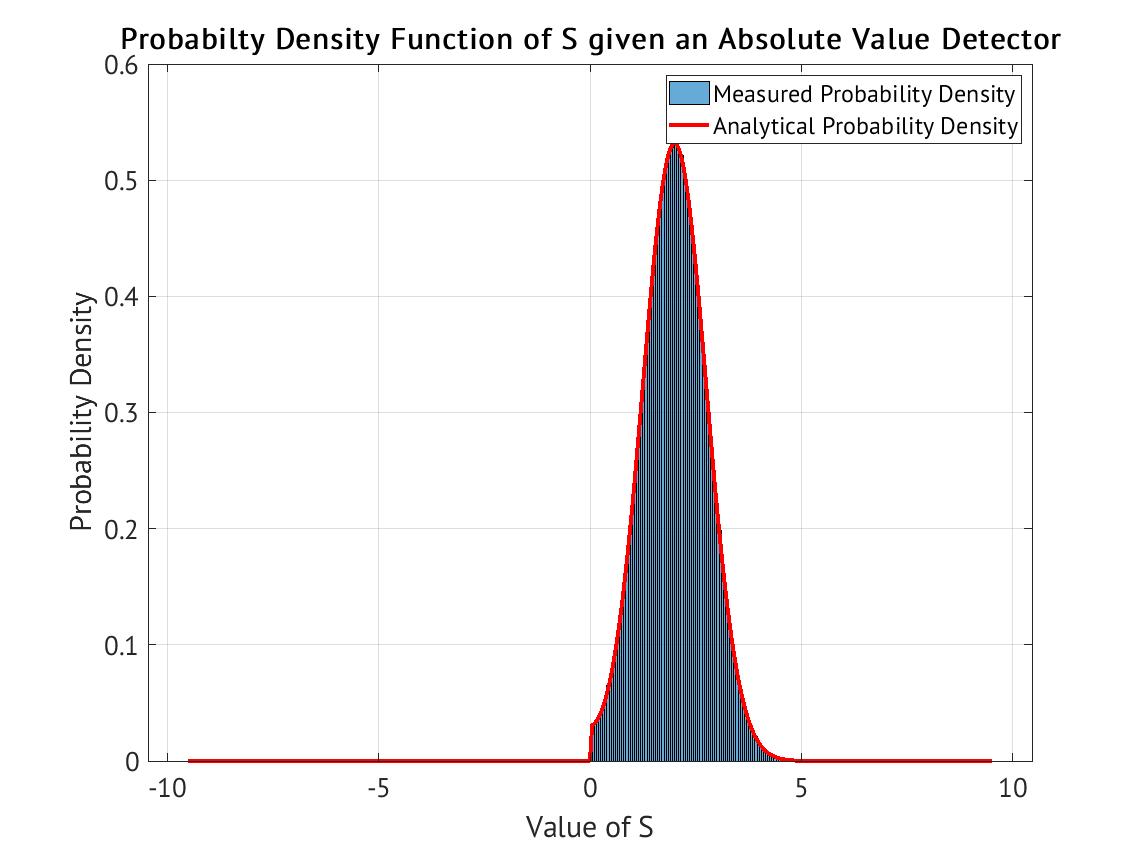 Probabilty Density Function of S given an Absolute Value Detector
0.6
Measured Probability Density
Analytical Probability Density
0.5
0.4
0.3
0.2
0.1
0
Probability Density
-10
-5
0
5
10
Value of S